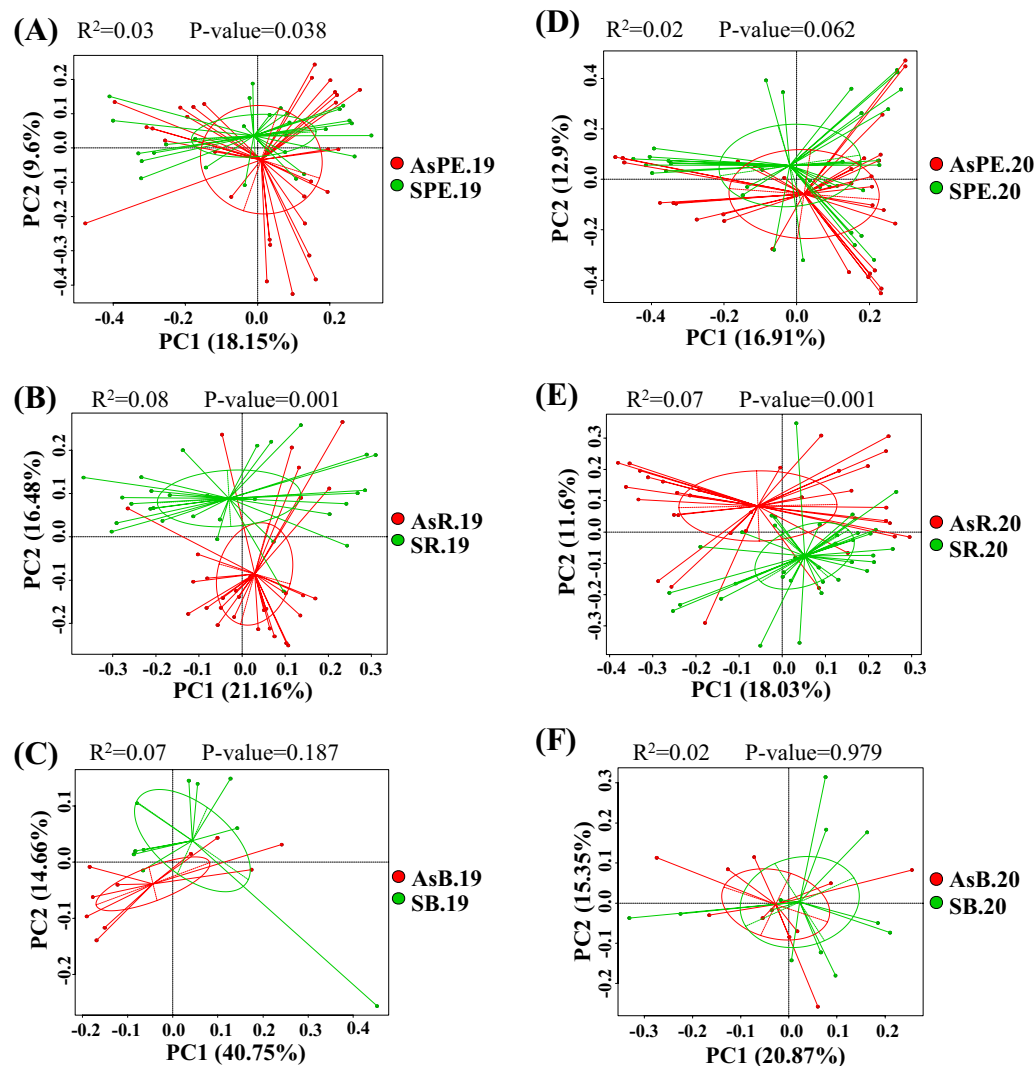 (A)
R²=0.03 P-value=0.038
PC2 (9.6%)
0.2
0.1
0.0
-0.1
-0.2
-0.3
-0.4
-0.4 -0.2 0.0 0.2
PC1 (18.15%)
AsPE.19
SPE.19
(D)
R²=0.02 P-value=0.062
PC2 (12.9%)
0.4
0.2
0.0
-0.2
-0.4
-0.4 -0.2 0.0 0.2
PC1 (16.91%)
AsPE.20
SPE.20
(B)
R²=0.08 P-value=0.001
PC2 (16.48%)
0.2
0.1
0.0
-0.1
-0.2
-0.3 -0.2 -0.1 0.0 0.1 0.2 0.3
PC1 (21.16%)
AsR.19
SR.19
(E)
R²=0.07 P-value=0.001
PC2 (11.6%)
0.3
0.2
0.1
0.0
-0.1
-0.2
-0.3
-0.3 -0.2 -0.1 0.0 0.1 0.2 0.3
PC1 (18.03%)
AsR.20
SR.20
(C)
R²=0.07 P-value=0.187
PC2 (14.66%)
0.1
0.0
-0.1
-0.2
-0.2 -0.1 0.0 0.1 0.2 0.3 0.4
PC1 (40.75%)
AsB.19
SB.19
(F)
R²=0.02 P-value=0.979
PC2 (15.35%)
0.3
0.2
0.1
0.0
-0.1
-0.2
-0.3 -0.2 -0.1 0.0 0.1 0.2
PC1 (20.87%)
AsB.20
SB.20